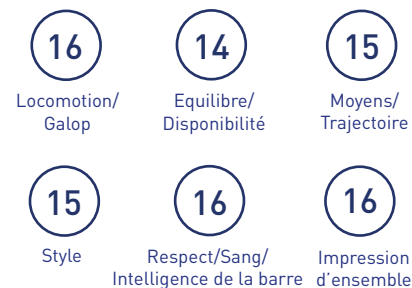 16 14 15
Locomotion/ Equilibre/ Moyens/
Galop Disponibilité Trajectoire
15 16 16
Style Respect/Sang/ Impression
Intelligence de la barre d'ensemble